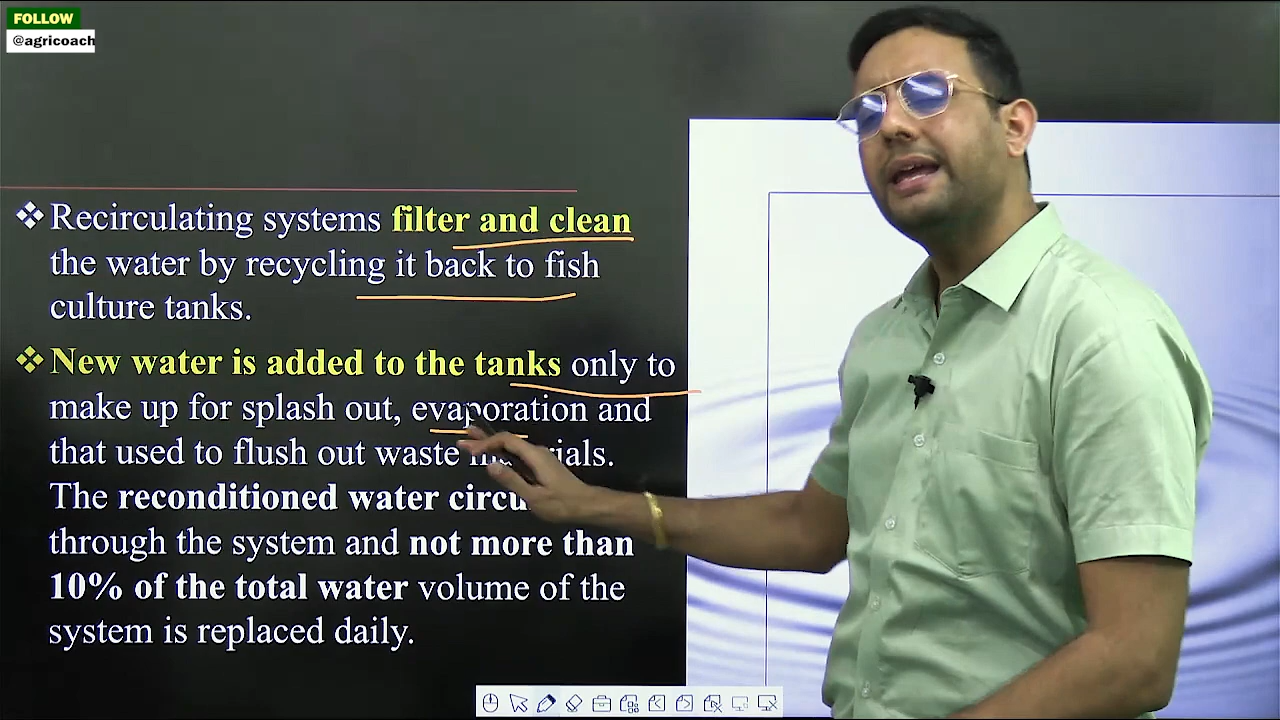 FOLLOW
@agricoach
❖Recirculating systems filter and clean
the water by recycling it back to fish
culture tanks.
❖New water is added to the tanks only to
make up for splash out, evaporation and
that used to flush out waste
The reconditioned water
through the system and not more than
10% of the total water volume of the
system is replaced daily.